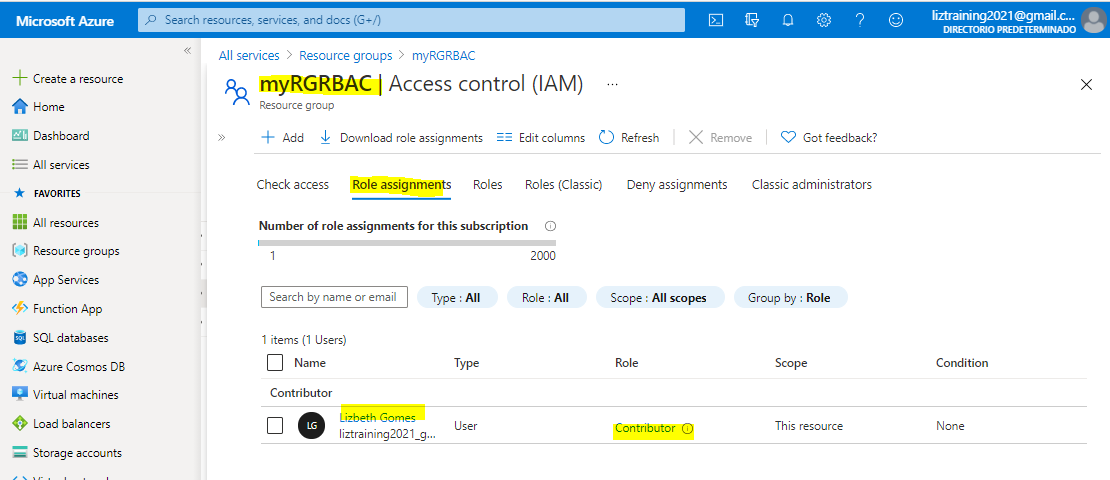 Microsoft Azure
Search resources, services, and docs (G+/)
liztraining2021@gmail.c...
DIRECTORIO PREDETERMINADO
Create a resource
Home
Dashboard
All services
FAVORITES
All resources
Resource groups
App Services
Function App
SQL databases
Azure Cosmos DB
Virtual machines
Load balancers
Storage accounts
All services > Resource groups > myRGRBAC
myRGRBAC | Access control (IAM) ...
Resource group
Add Download role assignments Edit columns Refresh Remove Got feedback?
Check access Role assignments Roles Roles (Classic) Deny assignments Classic administrators
Number of role assignments for this subscription
1 2000
Search by name or email Type : All Role : All Scope : All scopes Group by : Role
1 items (1 Users)
Name Type Role Scope Condition
Contributor
LG Lizbeth Gomes User Contributor This resource None
liztraining2021_g...